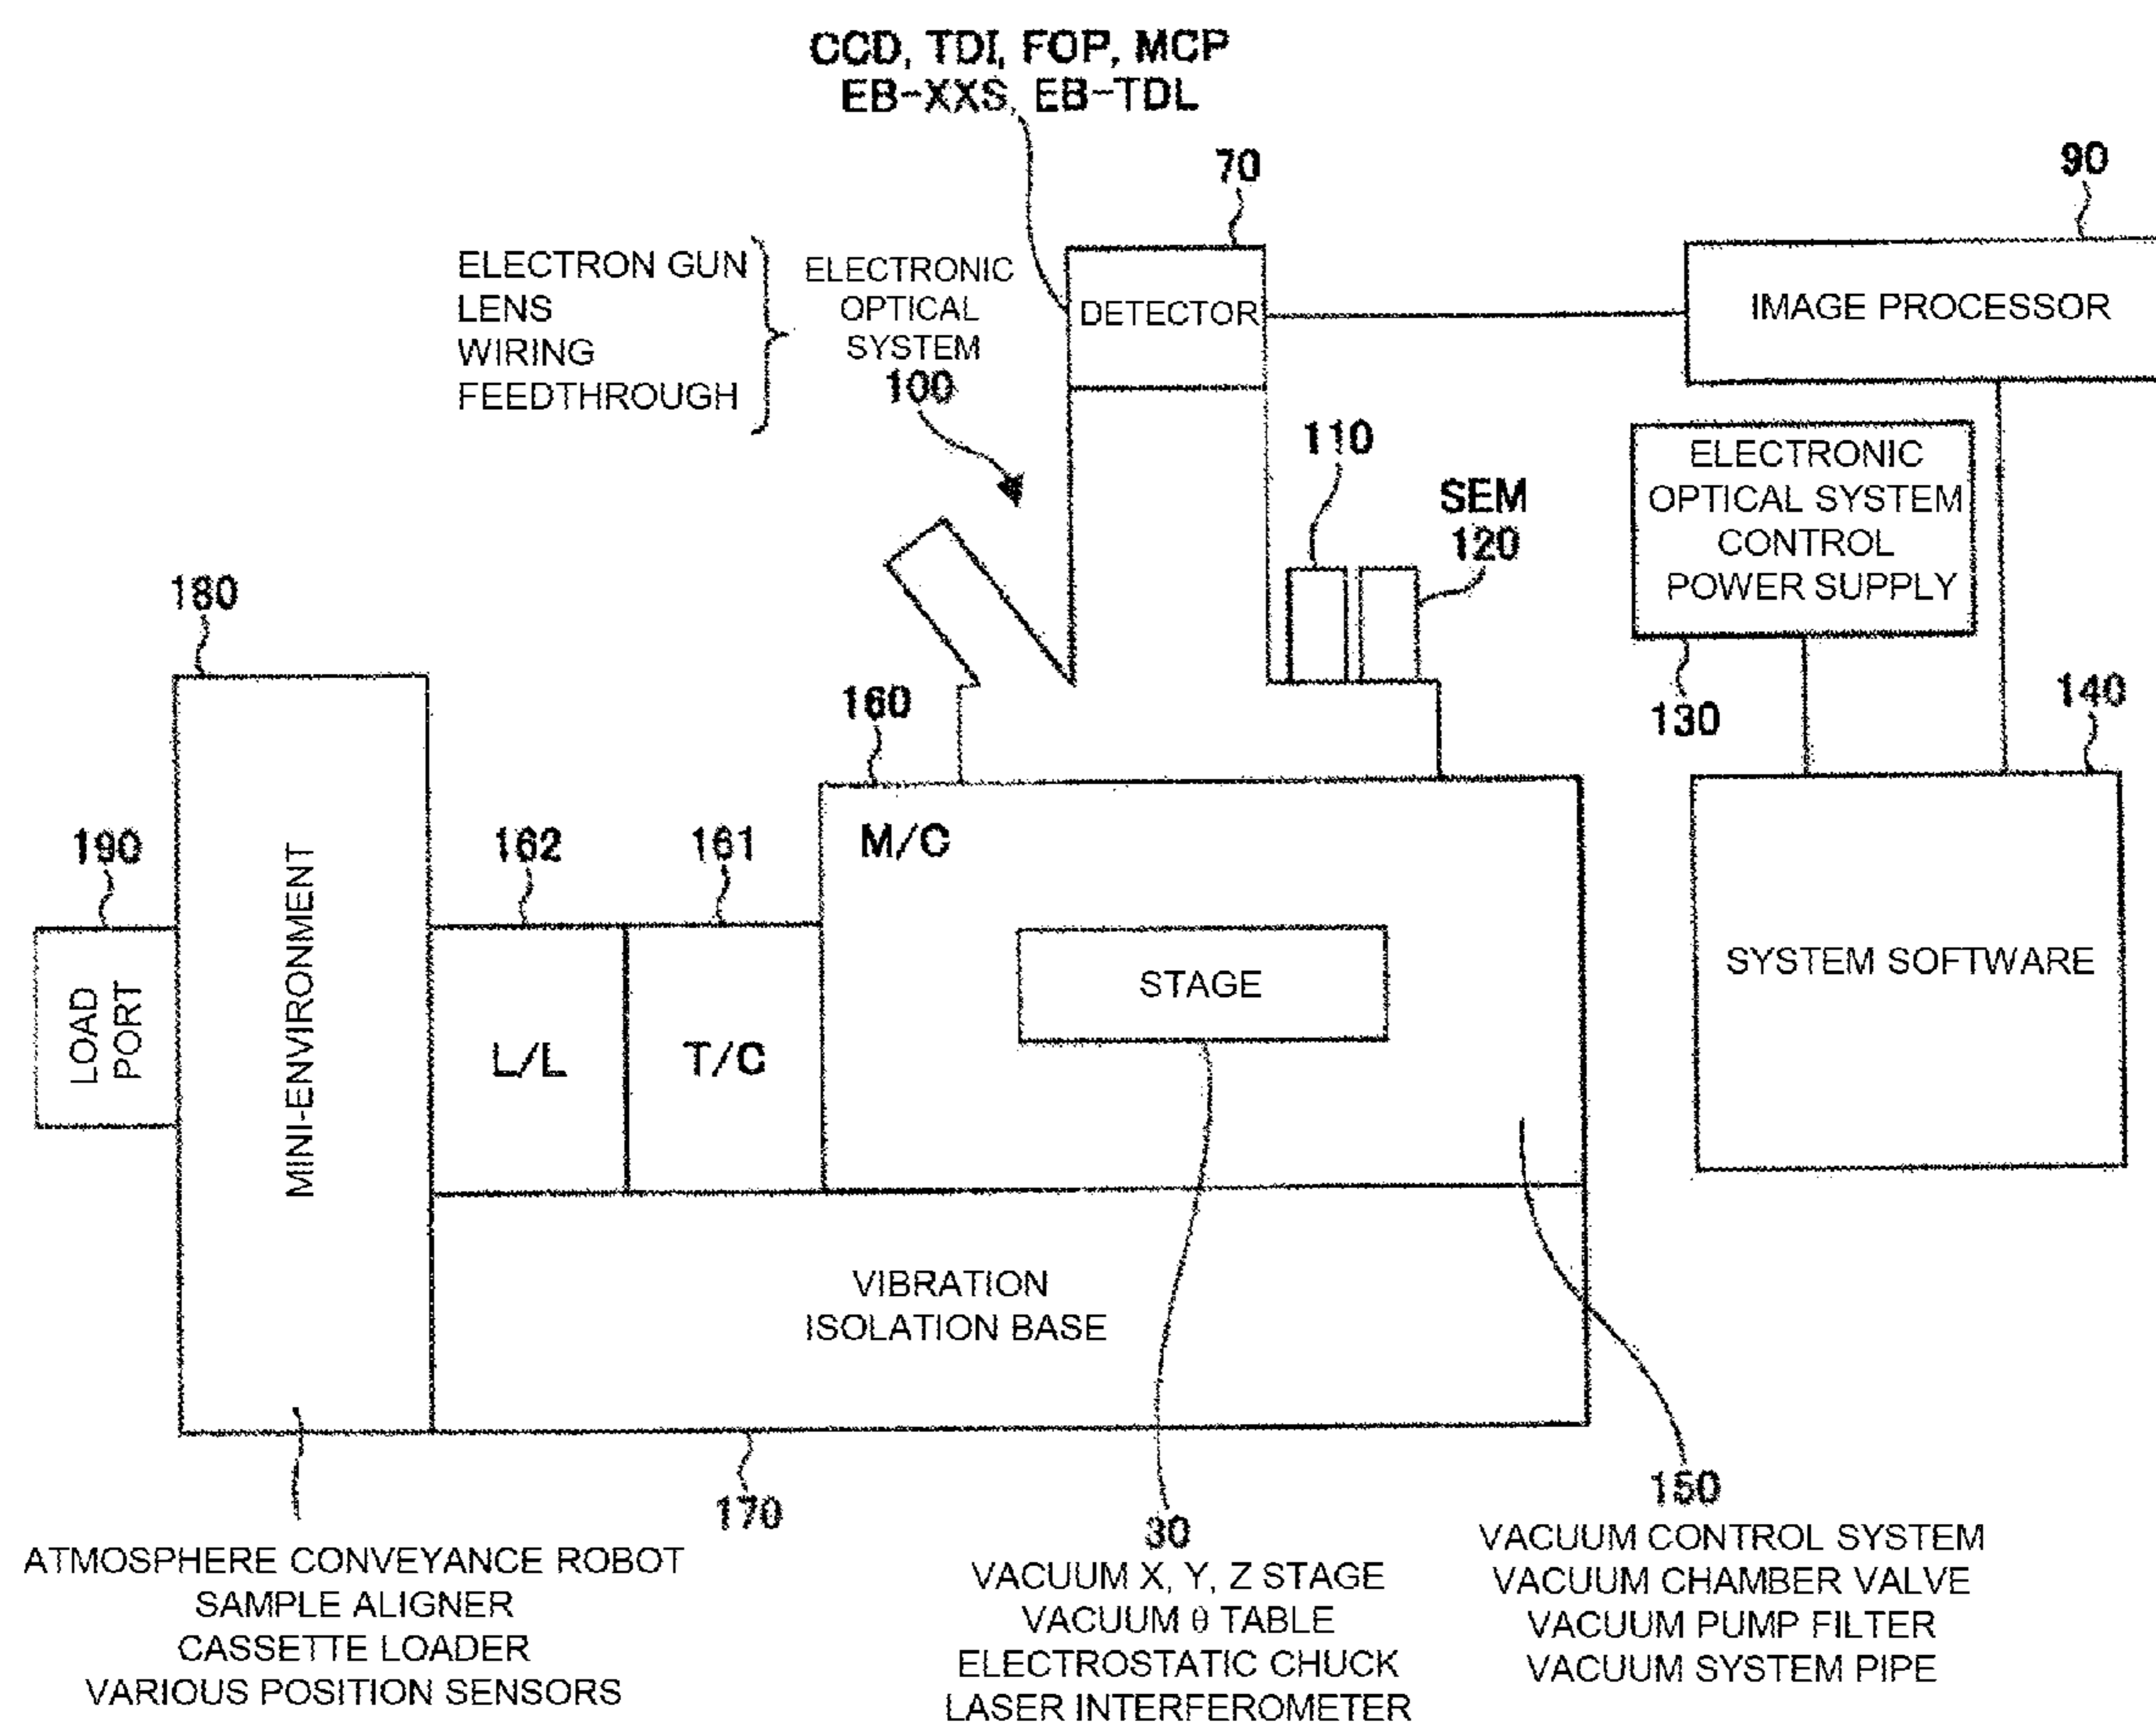 CCD, TDI, FOP, MCP
EB-XXS, EB-TDL
70
90
ELECTRON GUN
LENS
WIRING
FEEDTHROUGH
ELECTRONIC
OPTICAL
SYSTEM
100
DETECTOR
IMAGE PROCESSOR
110
SEM
120
ELECTRONIC
OPTICAL SYSTEM
CONTROL
POWER SUPPLY
130
140
180
160
190
162
161
M/C
MINI-ENVIRONMENT
LOAD
PORT
L/L
T/C
STAGE
SYSTEM SOFTWARE
VIBRATION
ISOLATION BASE
170
30
150
ATMOSPHERE CONVEYANCE ROBOT
SAMPLE ALIGNER
CASSETTE LOADER
VARIOUS POSITION SENSORS
VACUUM X, Y, Z STAGE
VACUUM θ TABLE
ELECTROSTATIC CHUCK
LASER INTERFEROMETER
VACUUM CONTROL SYSTEM
VACUUM CHAMBER VALVE
VACUUM PUMP FILTER
VACUUM SYSTEM PIPE